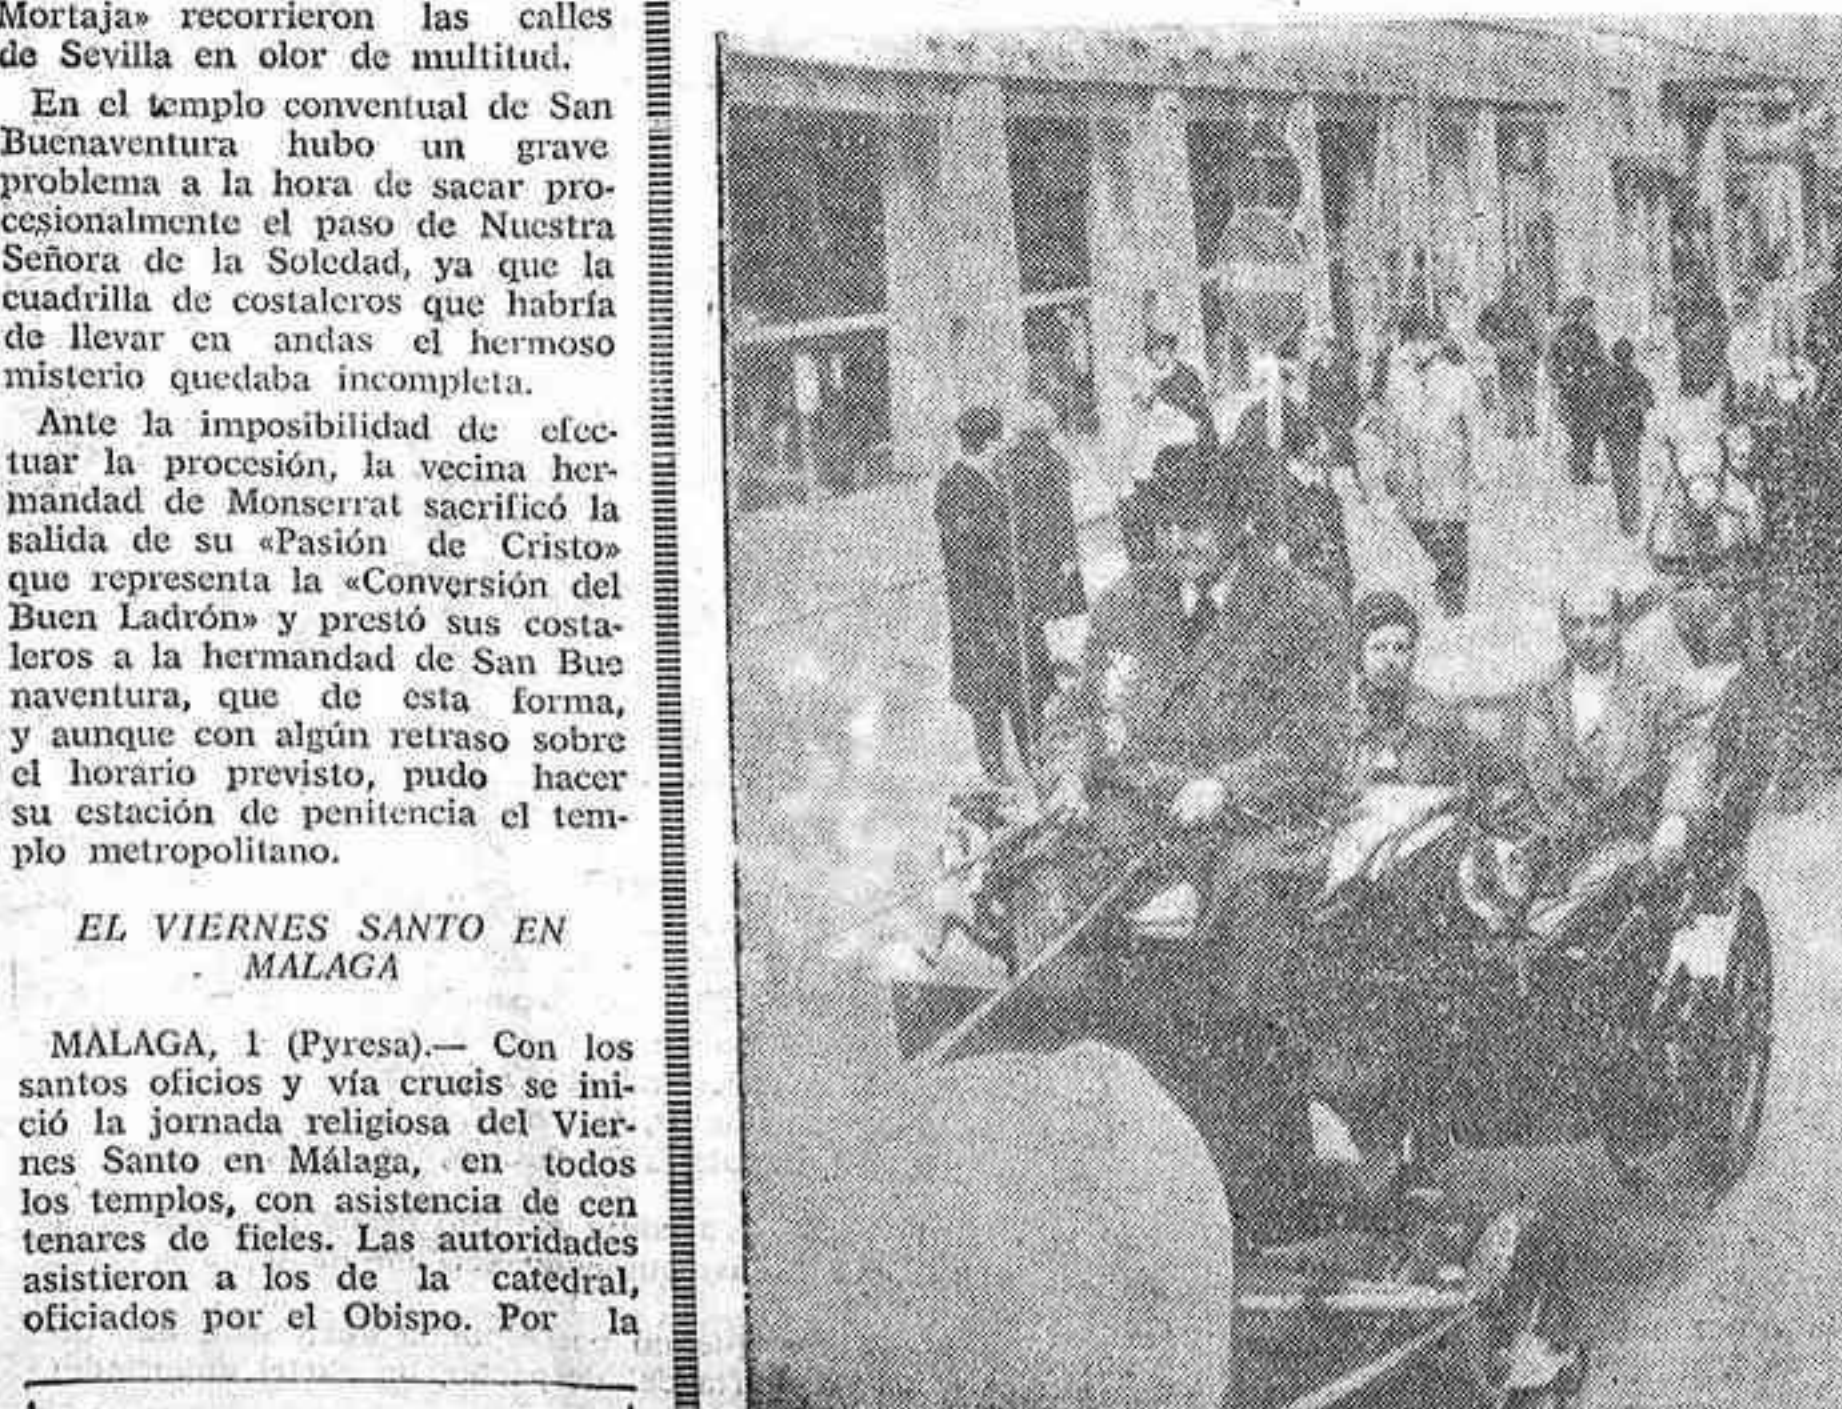 Mortaja» recorrieron las calles
de Sevilla en olor de multitud.
En el templo conventual de San
Buenaventura hubo un grave
problema a la hora de sacar pro-
cesionalmente el paso de Nuestra
Señora de la Soledad, ya que la
cuadrilla de costaleros que habría
de llevar en andas el hermoso
misterio quedaba incompleta.
Ante la imposibilidad de efec-
tuar la procesión, la vecina her-
mandad de Monserrat sacrificó la
salida de su «Pasión de Cristo»
que representa la «Conversión del
Buen Ladrón» y prestó sus costa-
leros a la hermandad de San Bue
naventura, que de esta forma,
y aunque con algún retraso sobre
el horario previsto, pudo hacer
su estación de penitencia el tem-
plo metropolitano.
EL VIERNES SANTO EN
MALAGA
MALAGA, 1 (Pyresa).— Con los
santos oficios y vía crucis se ini-
ció la jornada religiosa del Vier-
nes Santo en Málaga, en todos
los templos, con asistencia de cen
tenares de fieles. Las autoridades
asistieron a los de la catedral,
oficiados por el Obispo. Por la